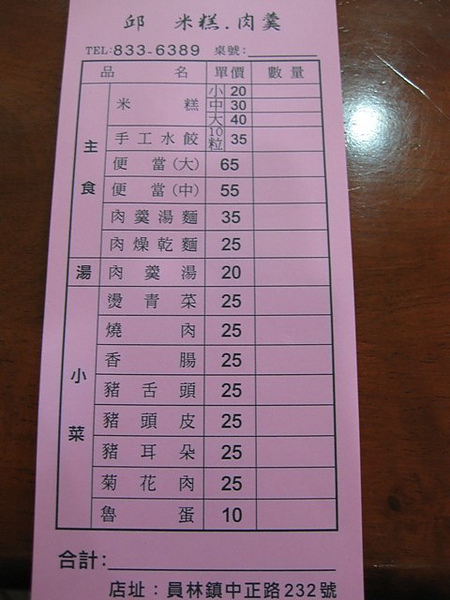 邱 米糕.肉羹
TEL:833-6389 桌號:
品名 單價 數量
主食
米糕 小 20
中 30
大 40
手工水餃 10粒 35
便當(大) 65
便當(中) 55
肉羹湯麵 35
肉燥乾麵 25
湯 肉羹湯 20
小菜
燙青菜 25
燒肉 25
香腸 25
豬舌頭 25
豬頭皮 25
豬耳朵 25
菊花肉 25
魯蛋 10
合計:
店址:員林鎮中正路232號